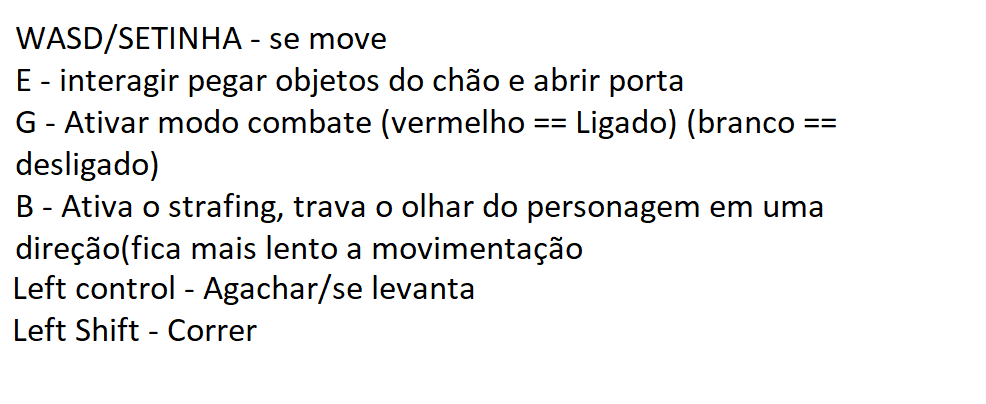 WASD/SETINHA - se move
E - interagir pegar objetos do chão e abrir porta
G - Ativar modo combate (vermelho == Ligado) (branco ==
desligado)
B - Ativa o strafing, trava o olhar do personagem em uma
direção(fica mais lento a movimentação
Left control - Agachar/se levanta
Left Shift - Correr